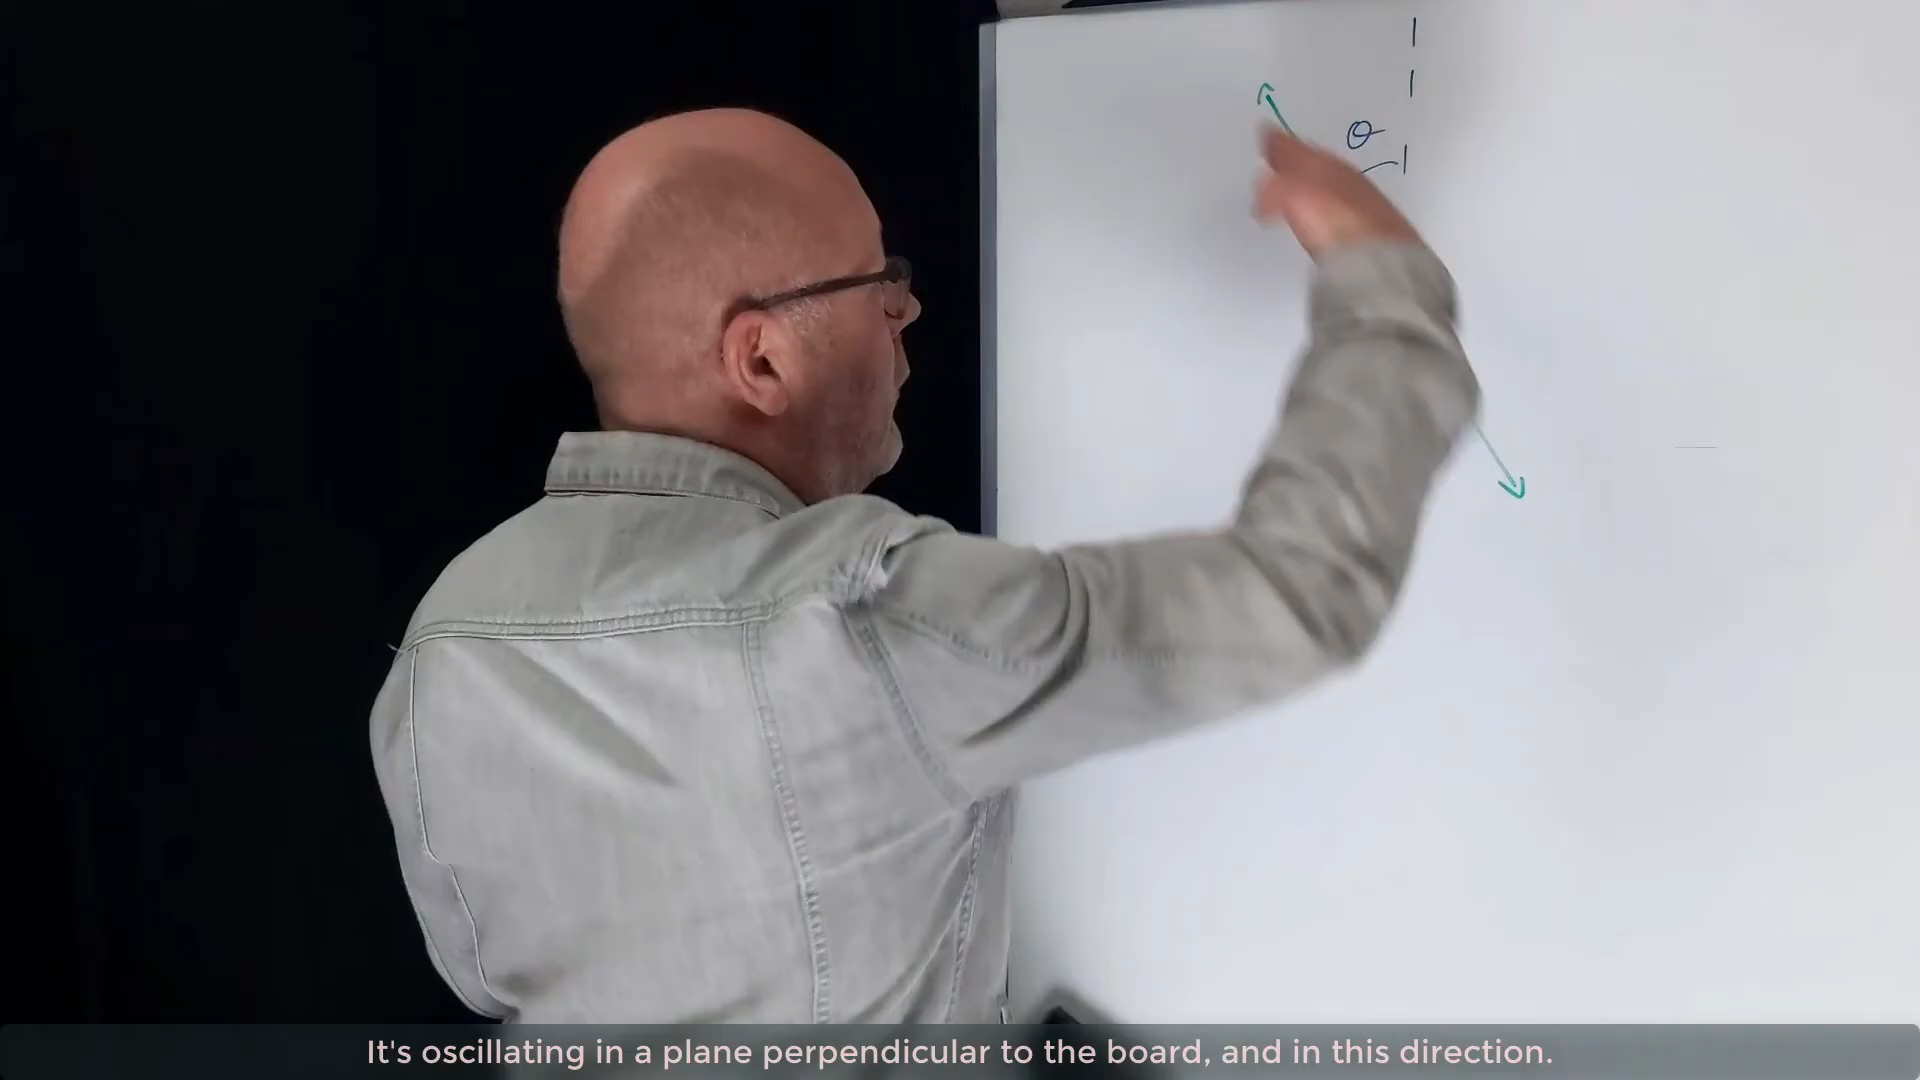 θ
It's oscillating in a plane perpendicular to the board, and in this direction.